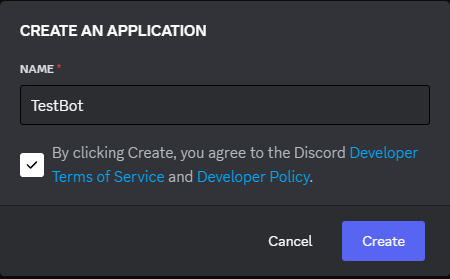 CREATE AN APPLICATION
NAME *
TestBot
By clicking Create, you agree to the Discord Developer
Terms of Service and Developer Policy.
Cancel Create